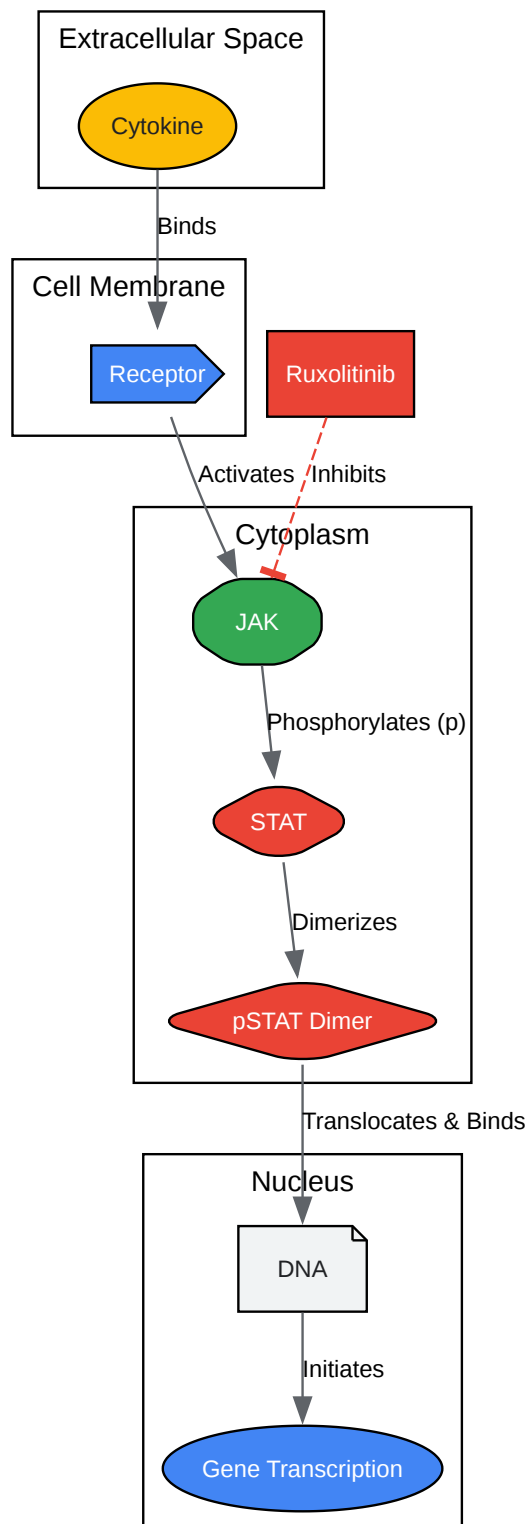 Extracellular Space
Cytokine
Binds
Cell Membrane
Receptor
Ruxolitinib
Activates
Inhibits
Cytoplasm
JAK
Phosphorylates (p)
STAT
Dimerizes
pSTAT Dimer
Translocates & Binds
Nucleus
DNA
Initiates
Gene Transcription